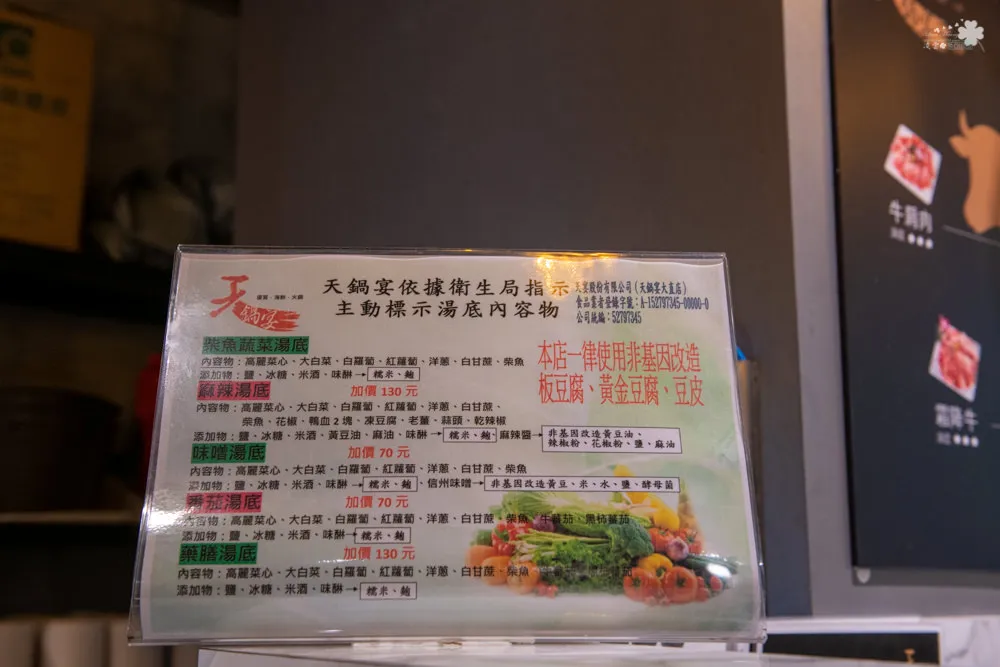 天鍋宴
天鍋宴依據衛生局指示
主動標示湯底內容物
天宴股份有限公司(天鍋宴大直店)
食品業者登錄字號:A-152797345-00000-0
公司統編:52797345
本店一律使用非基因改造
板豆腐、黃金豆腐、豆皮
柴魚蔬菜湯底
內容物:高麗菜心、大白菜、白蘿蔔、紅蘿蔔、洋蔥、白甘蔗、柴魚
添加物:鹽、冰糖、米酒、味醂→糯米、麴
麻辣湯底 加價 130 元
內容物:高麗菜心、大白菜、白蘿蔔、紅蘿蔔、洋蔥、白甘蔗、
柴魚、花椒、鴨血2塊、凍豆腐、老薑、蒜頭、乾辣椒
添加物:鹽、冰糖、米酒、黃豆油、麻油、味醂→糯米、麴、麻辣醬→非基因改造黃豆油、
辣椒粉、花椒粉、鹽、麻油
味噌湯底 加價 70 元
內容物:高麗菜心、大白菜、白蘿蔔、紅蘿蔔、洋蔥、白甘蔗、柴魚
添加物:鹽、冰糖、米酒、味醂→糯米、麴、信州味噌→非基因改造黃豆、米、水、鹽、酵母菌
番茄湯底 加價 70 元
內容物:高麗菜心、大白菜、白蘿蔔、紅蘿蔔、洋蔥、白甘蔗、柴魚、牛蕃茄、黑柿蕃茄
添加物:鹽、冰糖、米酒、味醂→糯米、麴
藥膳湯底 加價 130 元
內容物:高麗菜心、大白菜、白蘿蔔、紅蘿蔔、洋蔥、白甘蔗、柴魚
添加物:鹽、冰糖、米酒、味醂→糯米、麴
牛肩肉
霜降牛